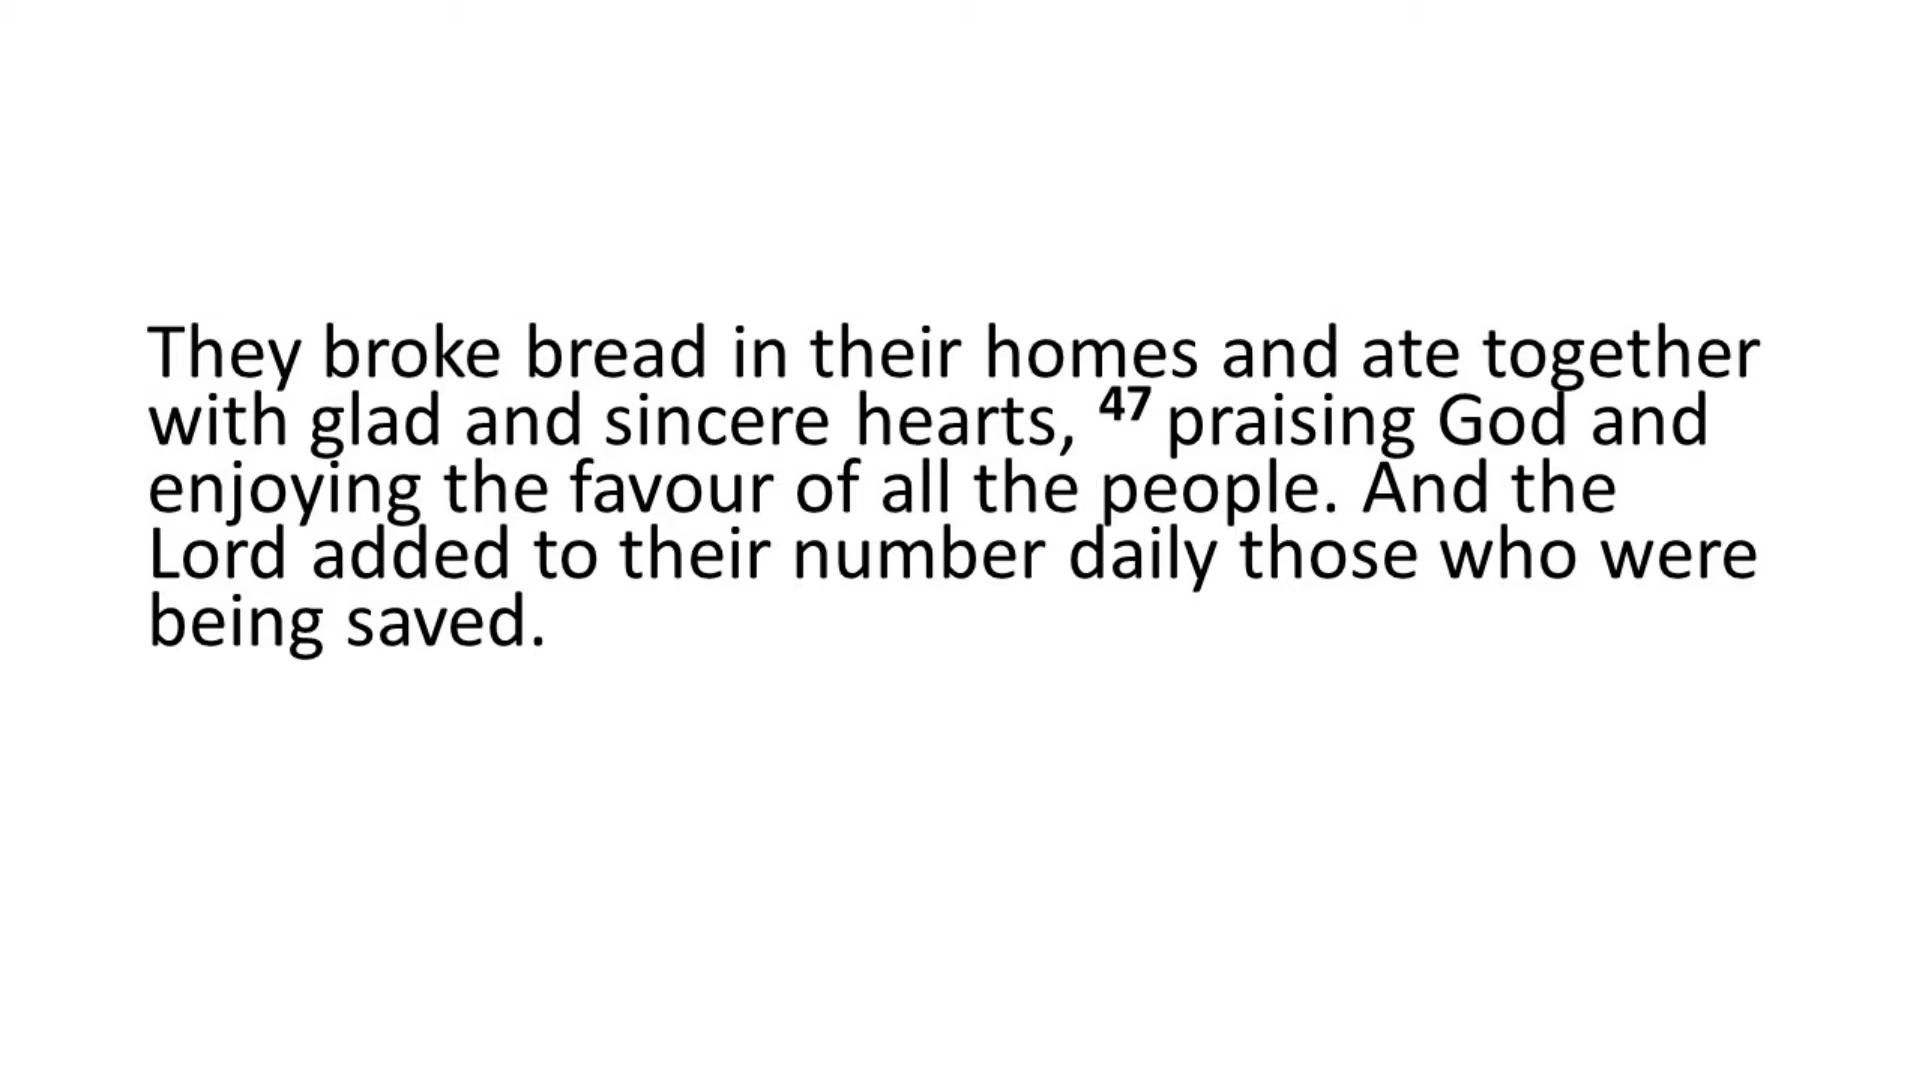 They broke bread in their homes and ate together
with glad and sincere hearts, 47 praising God and
enjoying the favour of all the people. And the
Lord added to their number daily those who were
being saved.